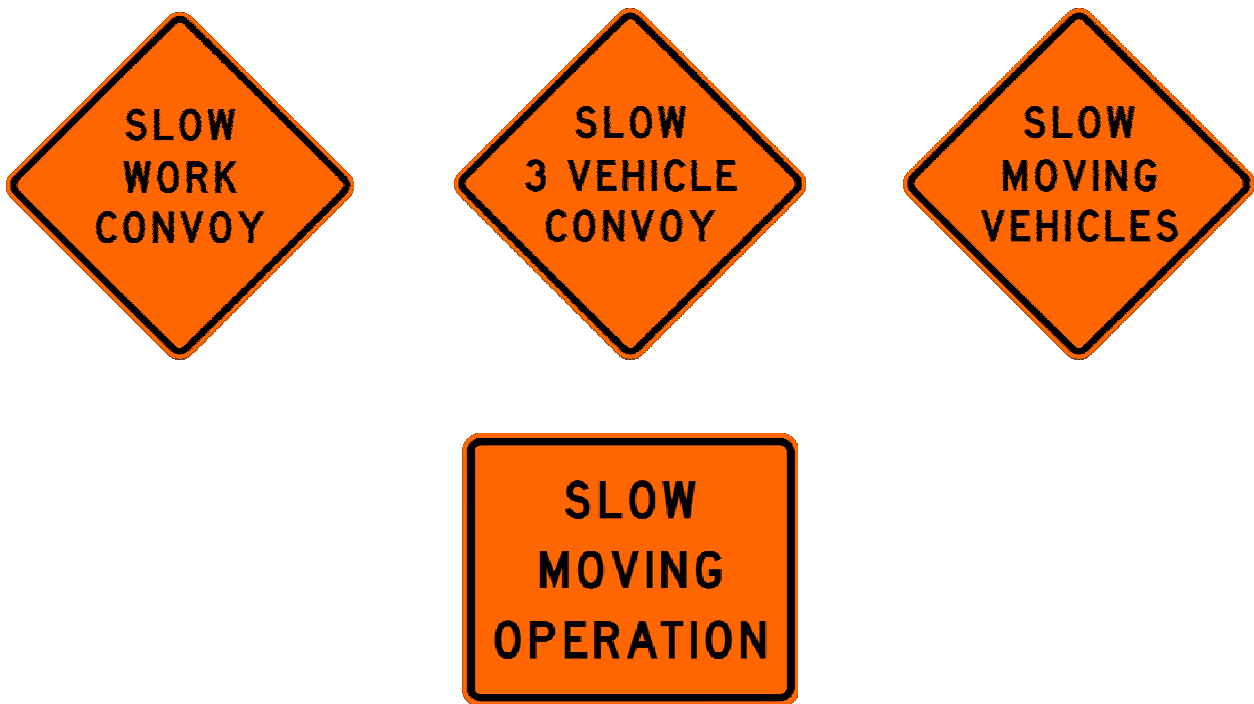 SLOW
WORK
CONVOY
SLOW
3 VEHICLE
CONVOY
SLOW
MOVING
VEHICLES
SLOW
MOVING
OPERATION